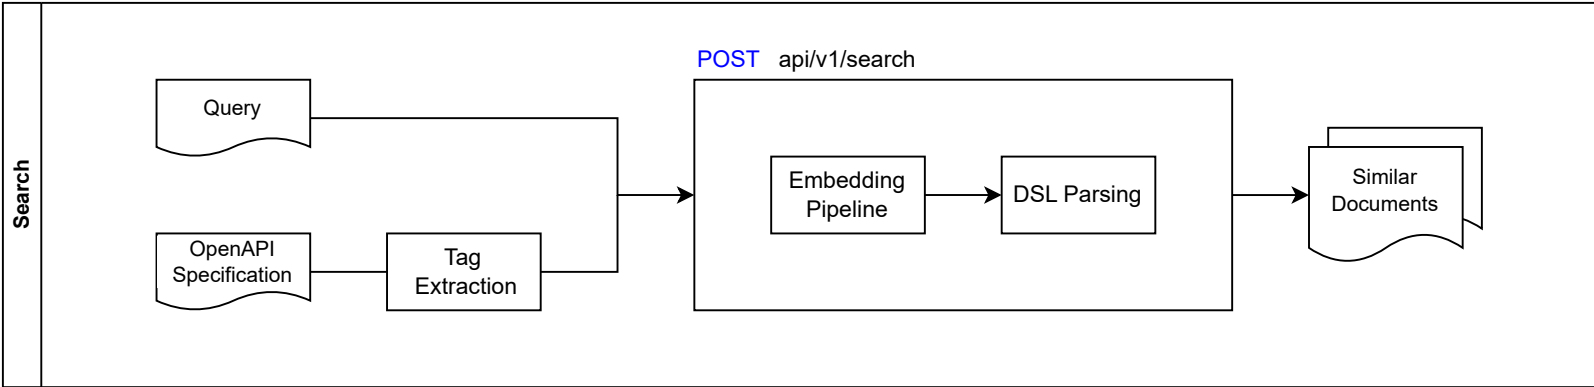 Search
POST api/v1/search
Query
OpenAPI
Specification
Tag
Extraction
Embedding
Pipeline
DSL Parsing
Similar
Documents